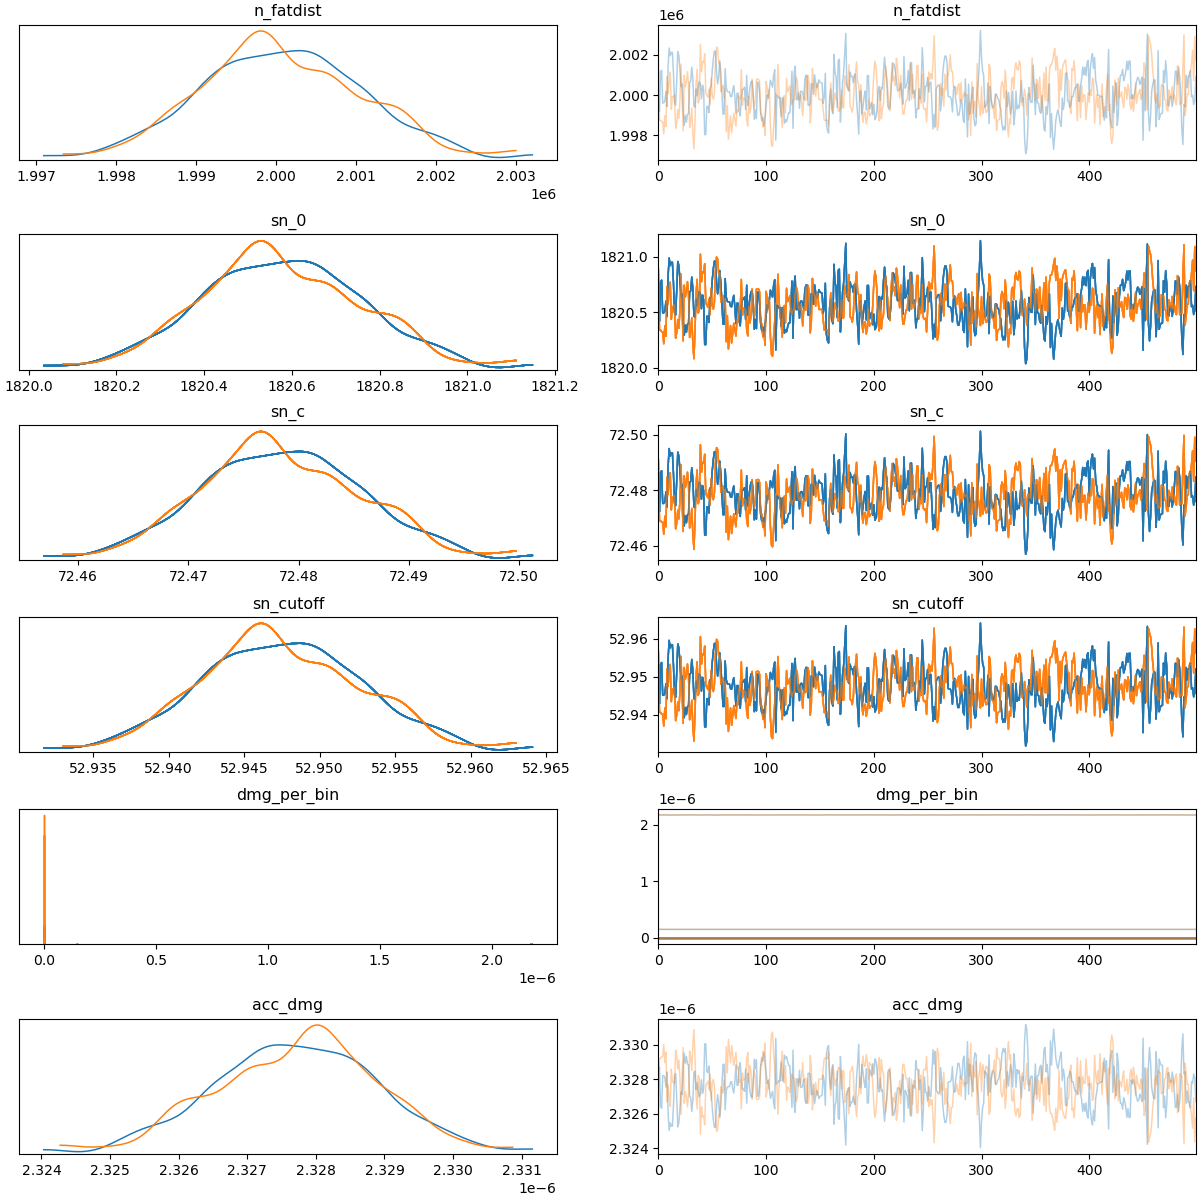 n_fatdist n_fatdist
1e6
2.002
2.000
1.998
1.997 1.998 1.999 2.000 2.001 2.002 2.003 0 100 200 300 400
1e6
sn_0 sn_0
1821.0
1820.5
1820.0
1820.0 1820.2 1820.4 1820.6 1820.8 1821.0 1821.2 0 100 200 300 400
sn_c sn_c
72.50
72.48
72.46
72.46 72.47 72.48 72.49 72.50 0 100 200 300 400
sn_cutoff sn_cutoff
52.96
52.95
52.94
52.935 52.940 52.945 52.950 52.955 52.960 52.965 0 100 200 300 400
dmg_per_bin dmg_per_bin
1e−6
2
1
0
0.0 0.5 1.0 1.5 2.0 0 100 200 300 400
1e−6
acc_dmg acc_dmg
1e−6
2.330
2.328
2.326
2.324
2.324 2.325 2.326 2.327 2.328 2.329 2.330 2.331 0 100 200 300 400
1e−6